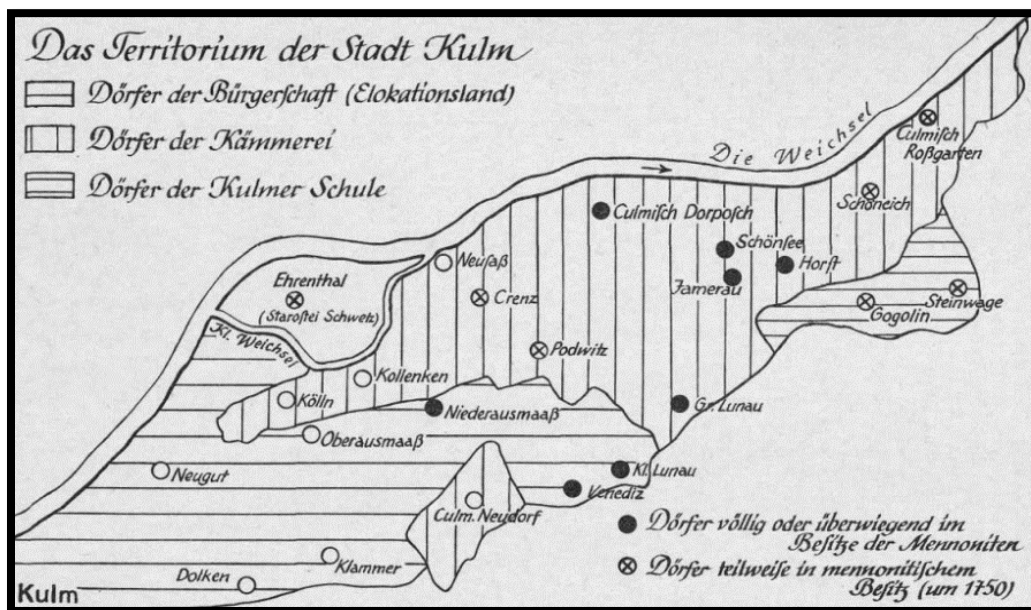 Das Territorium der Stadt Kulm
Dörfer der Bürgerſchaft (Elokationsland)
Dörfer der Kämmerei
Dörfer der Kulmer Schule
Die Weichsel
Culmiſch
Roßgarten
Schöneich
Culmiſch Dorpoſch
Schönſee
Horſt
Jamerau
Neuſaß
Ehrenthal
(Staroſtei Schwetz)
Crenz
Steinwage
Gogolin
Kl. Weichsel
Podwitz
Kollenken
Kölln
Niederausmaaß
Gr. Lunau
Oberausmaaß
Neugut
Kl. Lunau
Venediz
Culm. Neudorf
Dörfer völlig oder überwiegend im
Beſitze der Mennoniten
Klammer
Dolken
Dörfer teilweiſe in mennonitiſchem
Beſitz (um 1750)
Kulm